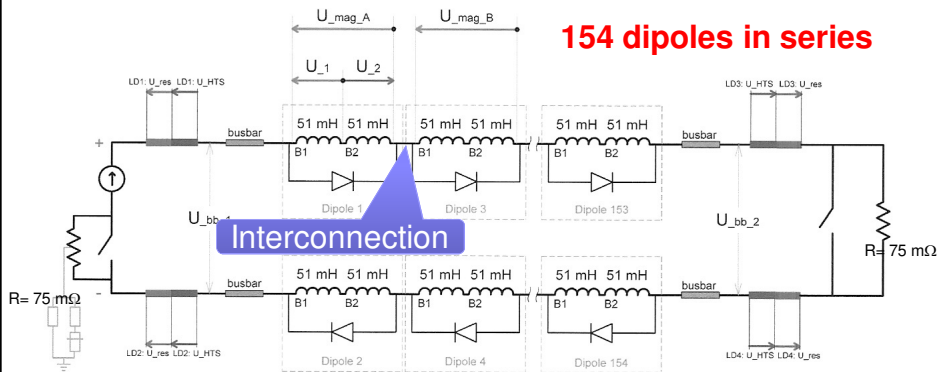 U_mag_A U_mag_B
154 dipoles in series
U_1 U_2
LD1: U_res LD1: U_HTS
LD3: U_HTS LD3: U_res
busbar
51 mH 51 mH 51 mH 51 mH 51 mH 51 mH
busbar
+
B1 B2 B1 B2 B1 B2
Dipole 1 Dipole 3 Dipole 153
U_bb_1
Interconnection
U_bb_2
R= 75 mΩ
51 mH 51 mH 51 mH 51 mH 51 mH 51 mH
R= 75 mΩ
-
busbar
busbar
B1 B2 B1 B2 B1 B2
LD2: U_res LD2: U_HTS
Dipole 2 Dipole 4 Dipole 154
LD4: U_HTS LD4: U_res